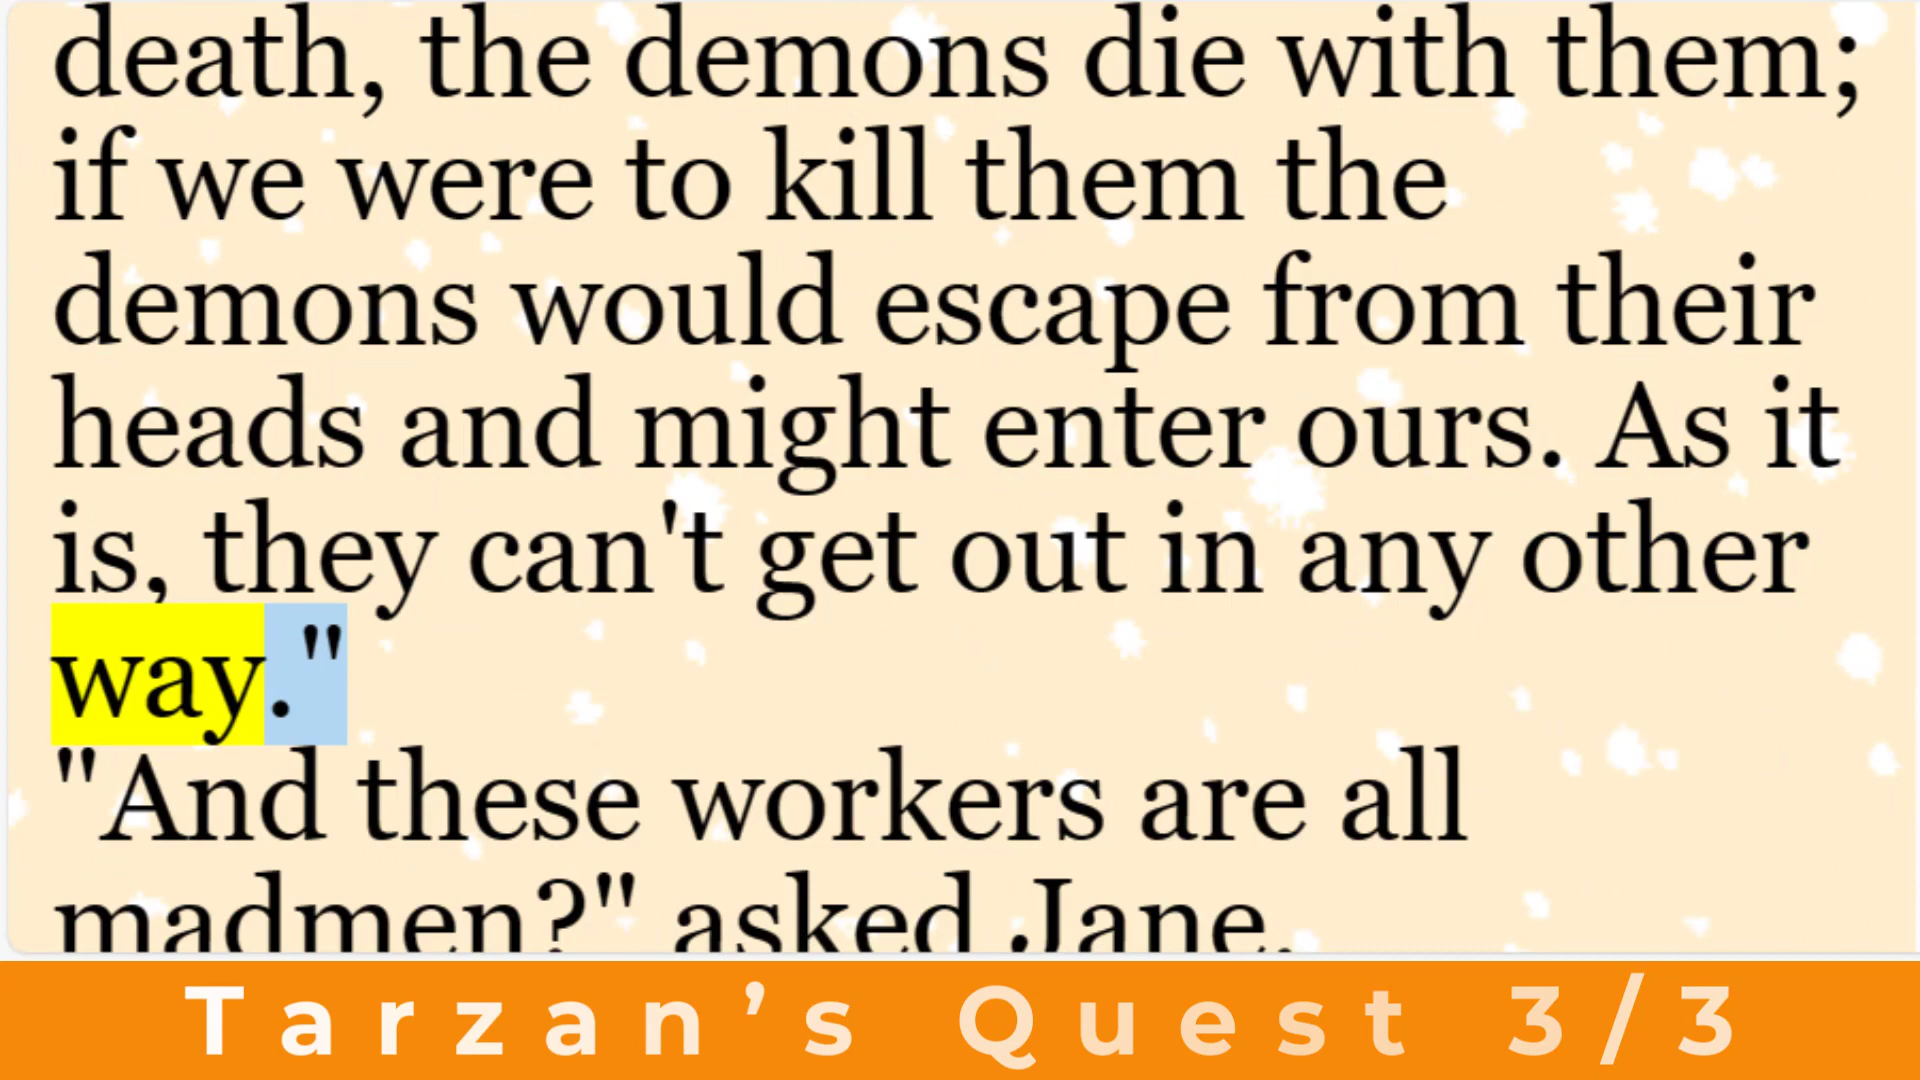 death, the demons die with them;
if we were to kill them the
demons would escape from their
heads and might enter ours. As it
is, they can't get out in any other
way."
"And these workers are all
madmen?" asked Jane.
Tarzan’s Quest 3/3